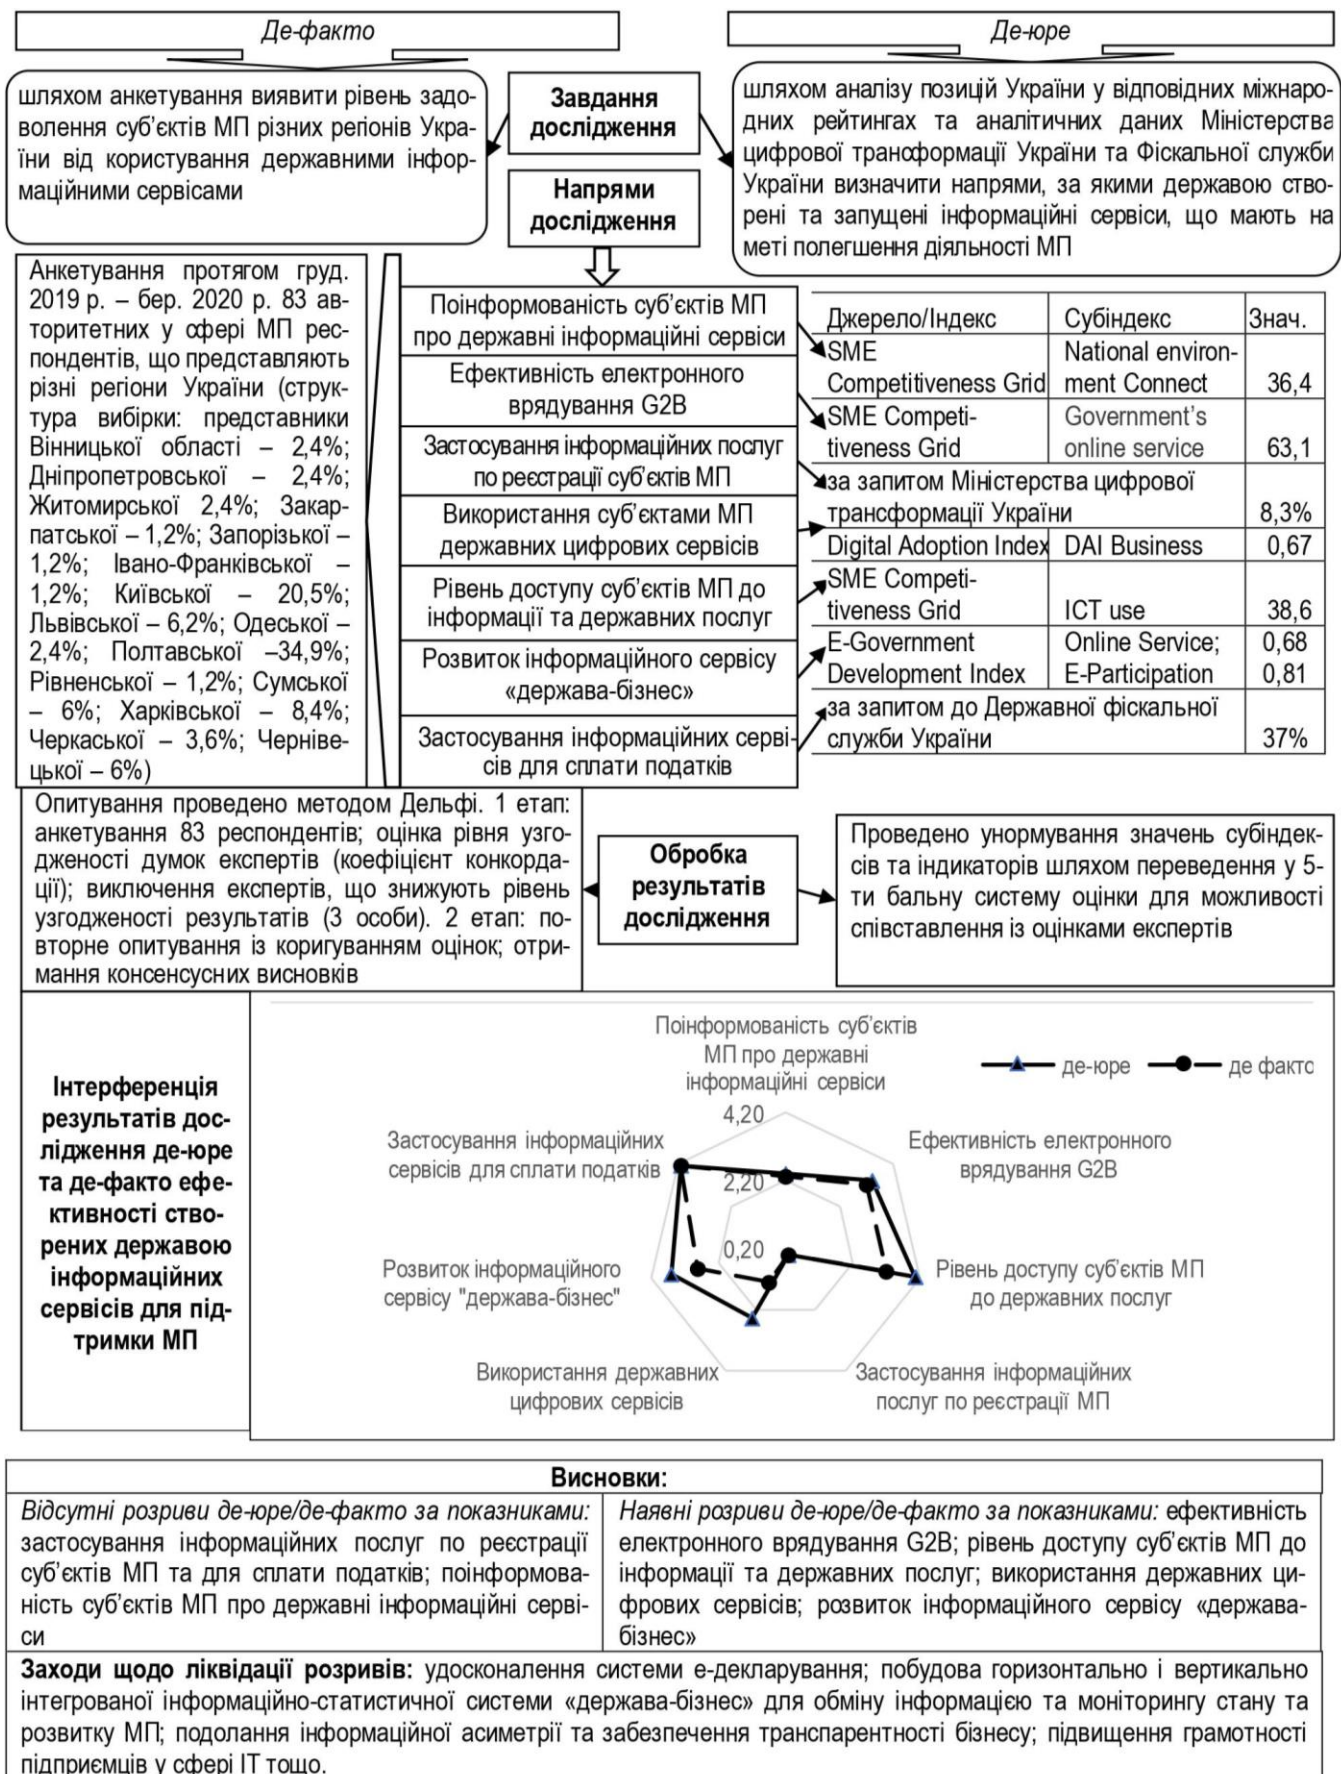 Де-факто
Де-юре
шляхом анкетування виявити рівень задо-
волення суб’єктів МП різних регіонів Укра-
їни від користування державними інфор-
маційними сервісами
Завдання
дослідження
шляхом аналізу позицій України у відповідних міжнаро-
дних рейтингах та аналітичних даних Міністерства
цифрової трансформації України та Фіскальної служби
України визначити напрями, за якими державою ство-
рені та запущені інформаційні сервіси, що мають на
меті полегшення діяльності МП
Напрями
дослідження
Анкетування протягом груд.
2019 р. – бер. 2020 р. 83 ав-
торитетних у сфері МП рес-
пондентів, що представляють
різні регіони України (струк-
тура вибірки: представники
Вінницької області – 2,4%;
Дніпропетровської – 2,4%;
Житомирської 2,4%; Закар-
патської – 1,2%; Запорізької –
1,2%; Івано-Франківської –
1,2%; Київської – 20,5%;
Львівської – 6,2%; Одеської –
2,4%; Полтавської –34,9%;
Рівненської – 1,2%; Сумської
– 6%; Харківської – 8,4%;
Черкаської – 3,6%; Черніве-
цької – 6%)
Поінформованість суб’єктів МП
про державні інформаційні сервіси
Ефективність електронного
врядування G2B
Застосування інформаційних послуг
по реєстрації суб’єктів МП
Використання суб’єктами МП
державних цифрових сервісів
Рівень доступу суб’єктів МП до
інформації та державних послуг
Розвиток інформаційного сервісу
«держава-бізнес»
Застосування інформаційних серві-
сів для сплати податків
Джерело/Індекс Субіндекс Знач.
SME National environ-
Competitiveness Grid ment Connect 36,4
SME Competi- Government’s
tiveness Grid online service 63,1
за запитом Міністерства цифрової
трансформації України 8,3%
Digital Adoption Index DAI Business 0,67
SME Competi-
tiveness Grid ICT use 38,6
E-Government Online Service; 0,68
Development Index E-Participation 0,81
за запитом до Державної фіскальної
служби України 37%
Опитування проведено методом Дельфі. 1 етап:
анкетування 83 респондентів; оцінка рівня узго-
дженості думок експертів (коефіцієнт конкорда-
ції); виключення експертів, що знижують рівень
узгодженості результатів (3 особи). 2 етап: по-
вторне опитування із коригуванням оцінок; отри-
мання консенсусних висновків
Обробка
результатів
дослідження
Проведено унормування значень субіндек-
сів та індикаторів шляхом переведення у 5-
ти бальну систему оцінки для можливості
співставлення із оцінками експертів
Інтерференція
результатів дос-
лідження де-юре
та де-факто ефе-
ктивності ство-
рених державою
інформаційних
сервісів для під-
тримки МП
Поінформованість суб’єктів
МП про державні
інформаційні сервіси
де-юре
де факто
4,20
2,20
0,20
Ефективність електронного
врядування G2B
Рівень доступу суб’єктів МП
до державних послуг
Застосування інформаційних
послуг по реєстрації МП
Використання державних
цифрових сервісів
Розвиток інформаційного
сервісу "держава-бізнес"
Застосування інформаційних
сервісів для сплати податків
Висновки:
Відсутні розриви де-юре/де-факто за показниками:
застосування інформаційних послуг по реєстрації
суб’єктів МП та для сплати податків; поінформова-
ність суб’єктів МП про державні інформаційні серві-
си
Наявні розриви де-юре/де-факто за показниками: ефективність
електронного врядування G2B; рівень доступу суб’єктів МП до
інформації та державних послуг; використання державних ци-
фрових сервісів; розвиток інформаційного сервісу «держава-
бізнес»
Заходи щодо ліквідації розривів: удосконалення системи е-декларування; побудова горизонтально і вертикально
інтегрованої інформаційно-статистичної системи «держава-бізнес» для обміну інформацією та моніторингу стану та
розвитку МП; подолання інформаційної асиметрії та забезпечення транспарентності бізнесу; підвищення грамотності
підприємців у сфері ІТ тощо.